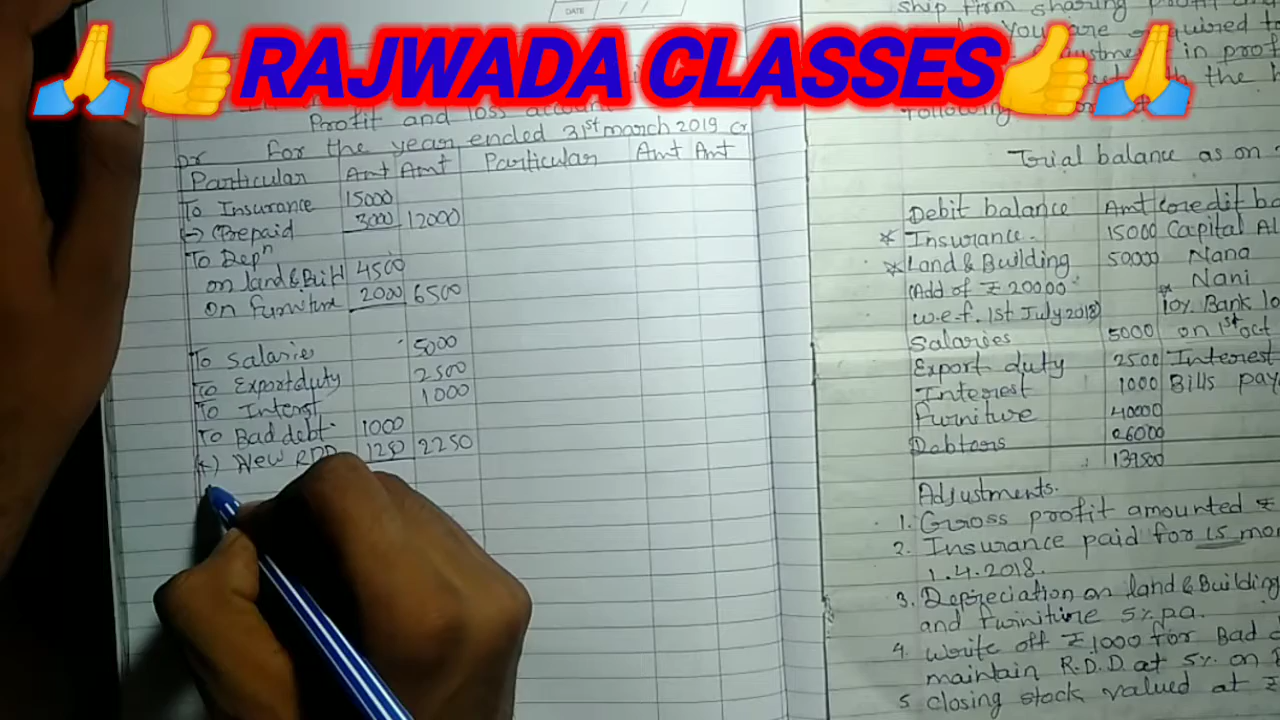 RAJWADA CLASSES
DATE / /
Profit and loss account
For the year ended 31st march 2019 Cr
Dr
Particular Amt Amt Particular Amt Amt
To Insurance 15000
(-) Prepaid 3000 12000
To Depn
on land & Build 4500
on furniture 2000 6500
To Salaries 5000
To Export duty 2500
To Interst 1000
To Bad debt 1000
(+) New RDD 1250 2250
ship firm sharing profit
You are required to
in profit
the
following
Trial balance as on
Debit balance Amt Credit ba
* Insurance. 15000 Capital A/
* Land & Building 50000 Nana
(Add of ₹ 20000 Nani
w.e.f. 1st July 2018) 10% Bank lo
Salaries 5000 on 1st oct
Export duty 2500 Interest
Interest 1000 Bills pay
Furniture 40000
Debtors 26000
139500
Adjustments.
1. Gross profit amounted ₹
2. Insurance paid for 15 mon
1.4.2018.
3. Depreciation on land & Building
and Furniture 5% p.a.
4. Write off ₹ 1000 for Bad
maintain R.D.D at 5% on
5. Closing stock valued at ₹